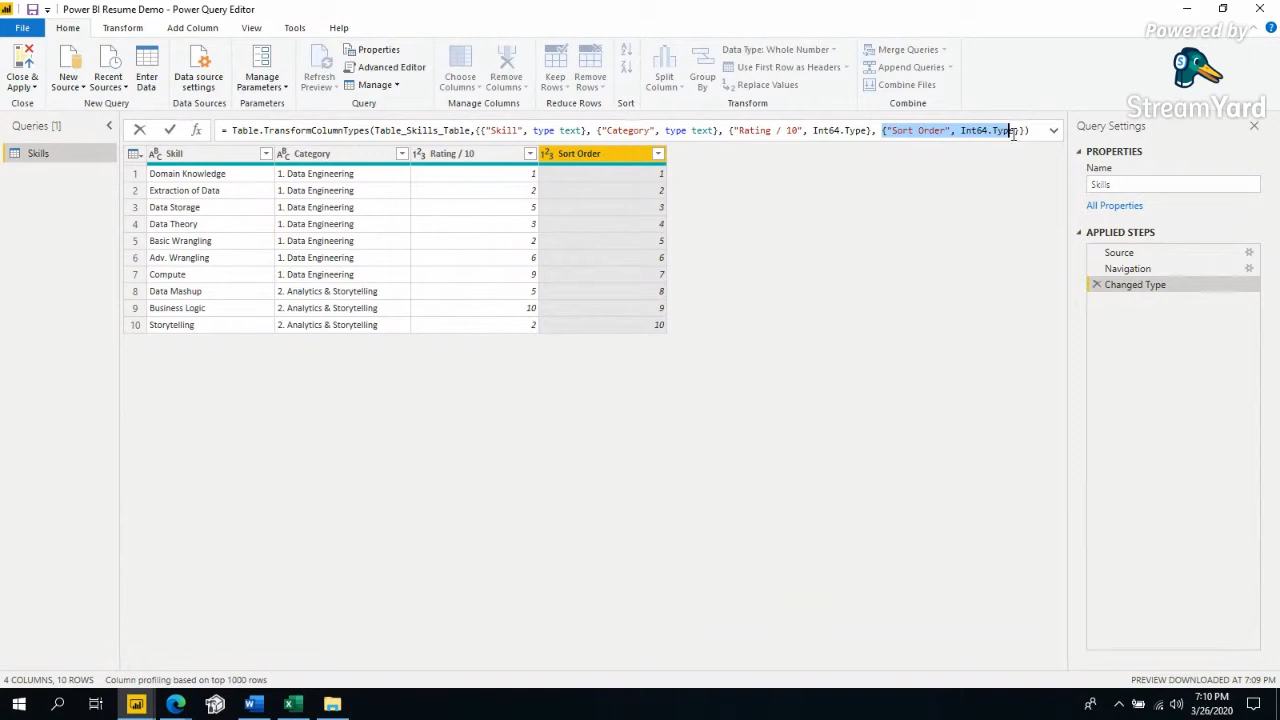 Power BI Resume Demo - Power Query Editor
File Home Transform Add Column View Tools Help
Powered by
StreamYard
Close & Apply
New Source
Recent Sources
Enter Data
Data source settings
Manage Parameters
Refresh Preview
Properties
Advanced Editor
Manage
Choose Columns
Remove Columns
Keep Rows
Remove Rows
Split Column
Group By
Data Type: Whole Number
Use First Row as Headers
Replace Values
Merge Queries
Append Queries
Combine Files
Close New Query Data Sources Parameters Query Manage Columns Reduce Rows Sort Transform Combine
Queries [1]
Skills
= Table.TransformColumnTypes(Table_Skills_Table,{{"Skill", type text}, {"Category", type text}, {"Rating / 10", Int64.Type}, {"Sort Order", Int64.Type}})
Skill Category Rating / 10 Sort Order
1 Domain Knowledge 1. Data Engineering 1 1
2 Extraction of Data 1. Data Engineering 2 2
3 Data Storage 1. Data Engineering 5 3
4 Data Theory 1. Data Engineering 3 4
5 Basic Wrangling 1. Data Engineering 2 5
6 Adv. Wrangling 1. Data Engineering 6 6
7 Compute 1. Data Engineering 9 7
8 Data Mashup 2. Analytics & Storytelling 5 8
9 Business Logic 2. Analytics & Storytelling 10 9
10 Storytelling 2. Analytics & Storytelling 2 10
Query Settings
PROPERTIES
Name
Skills
All Properties
APPLIED STEPS
Source
Navigation
Changed Type
4 COLUMNS, 10 ROWS Column profiling based on top 1000 rows
PREVIEW DOWNLOADED AT 7:09 PM
7:10 PM
3/26/2020